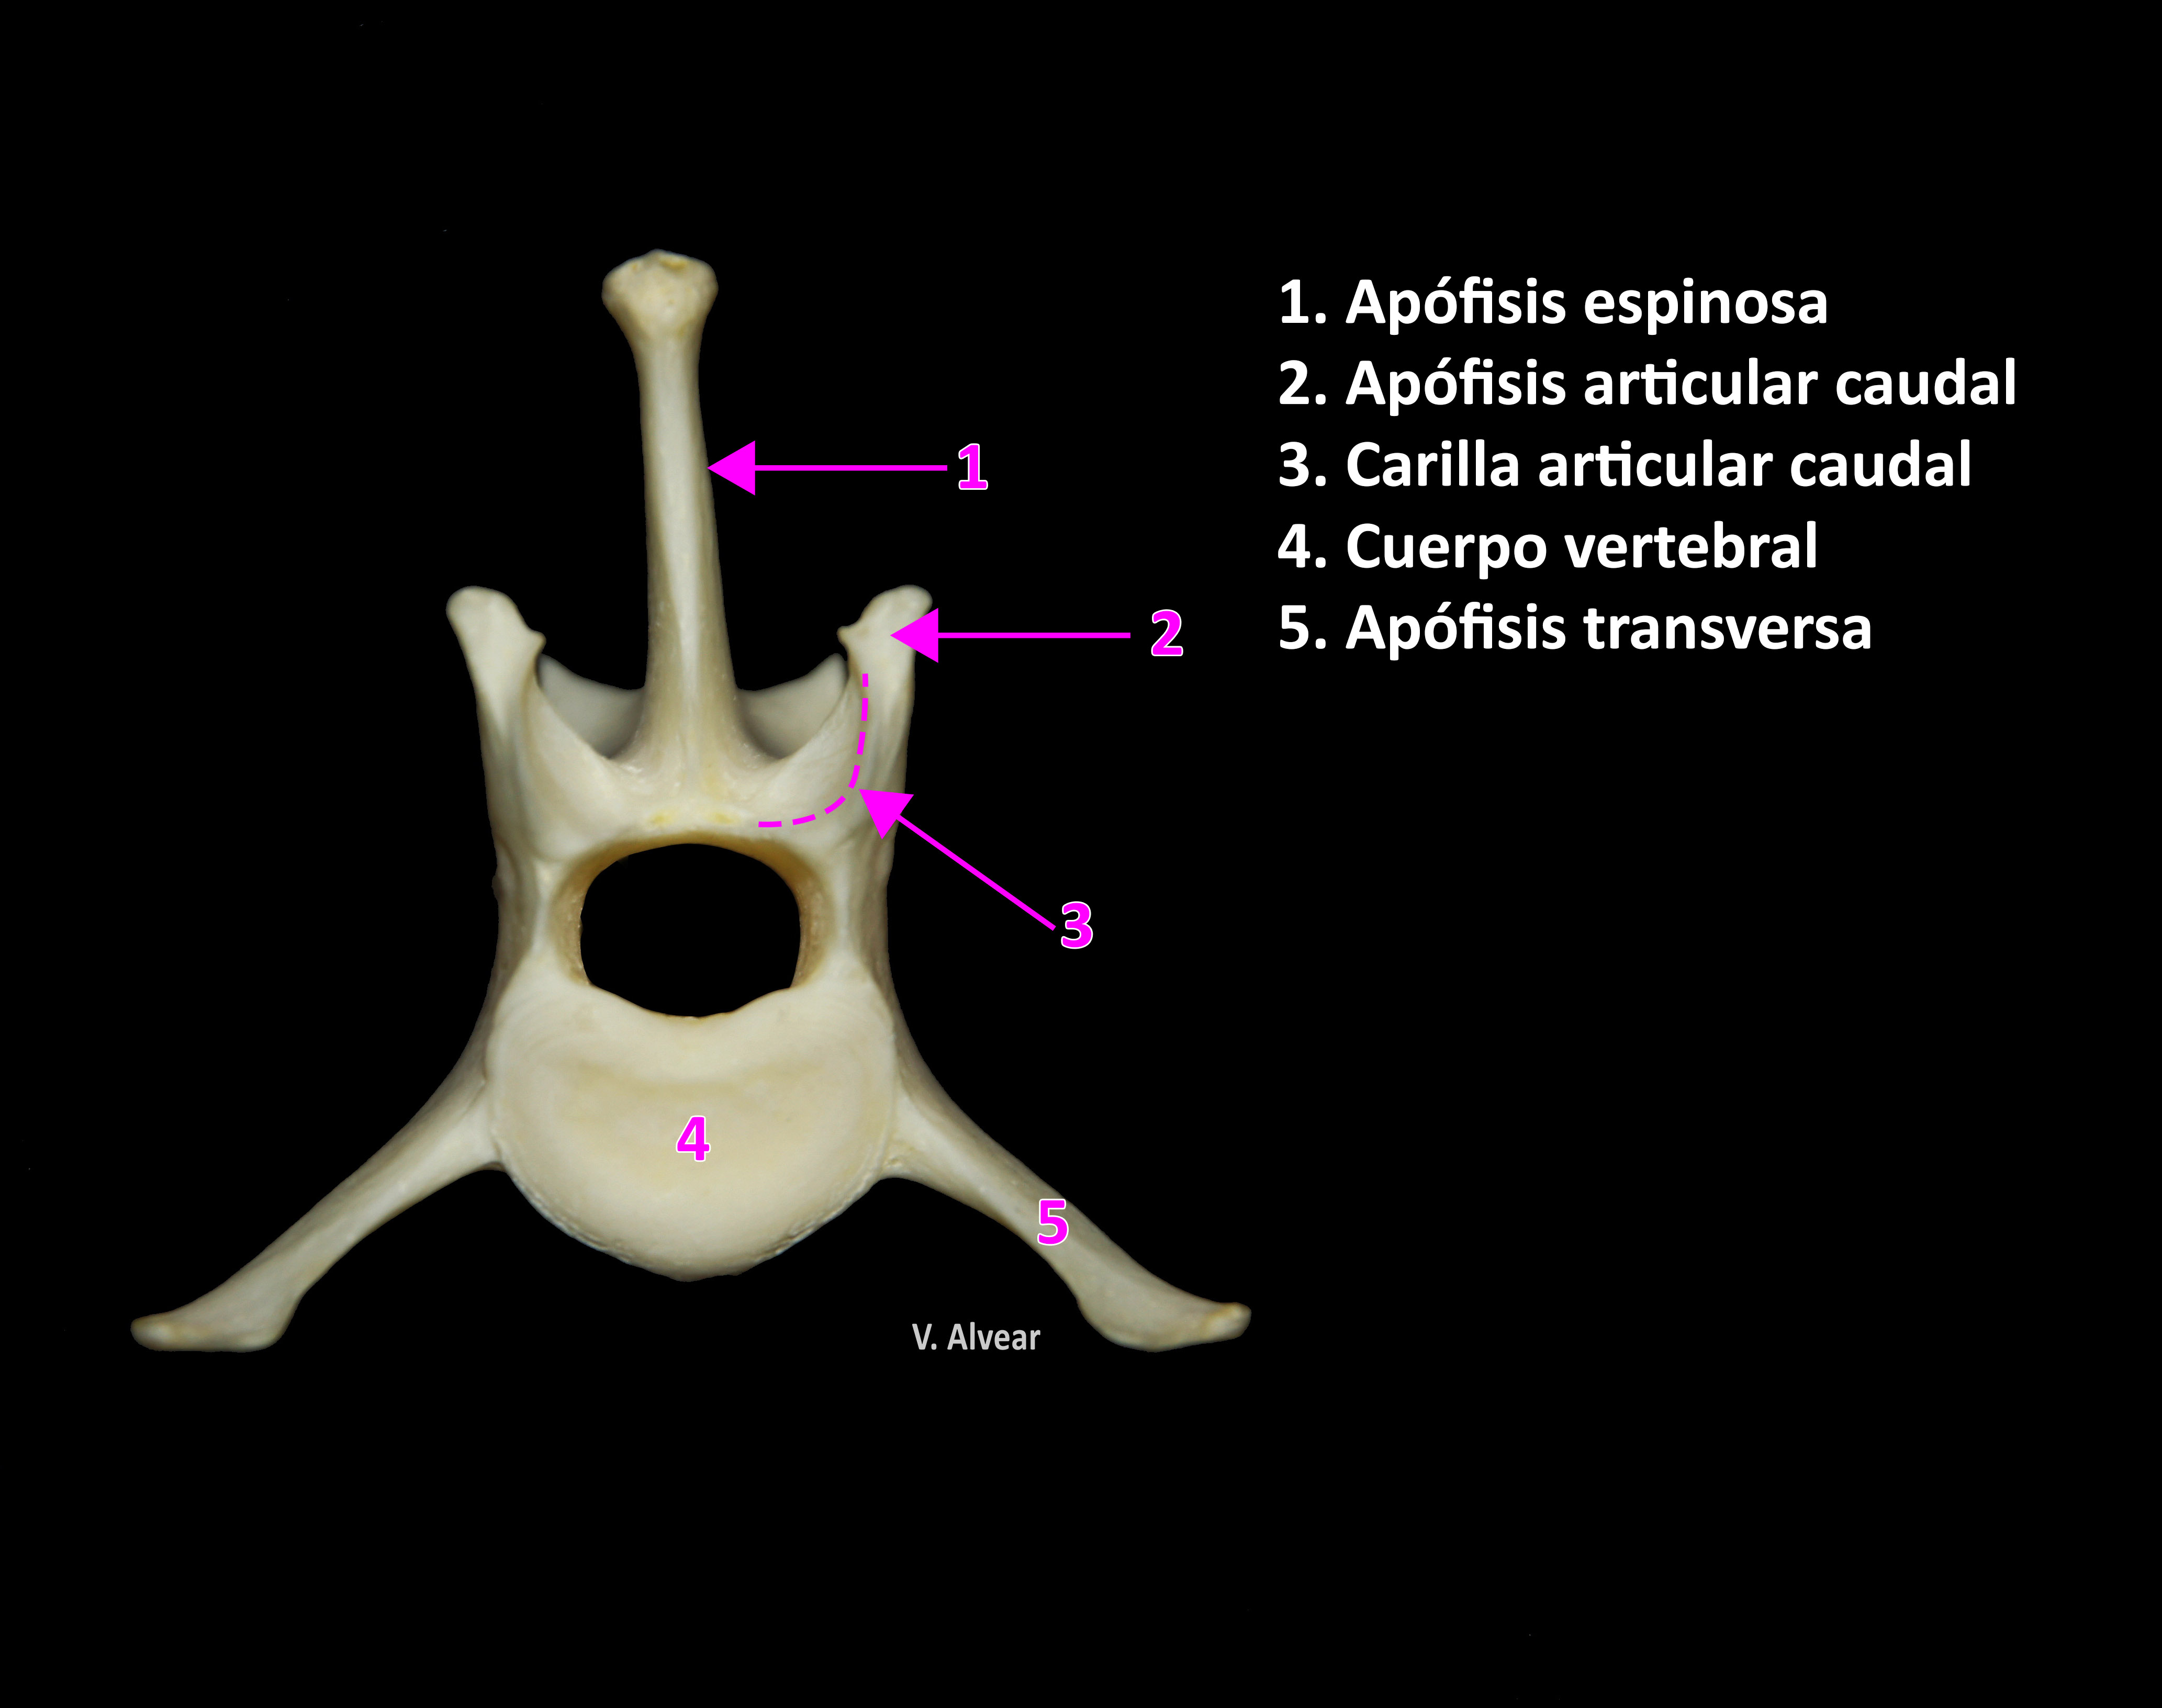 1. Apófisis espinosa
2. Apófisis articular caudal
3. Carilla articular caudal
4. Cuerpo vertebral
5. Apófisis transversa
1
2
3
4
5
V. Alvear